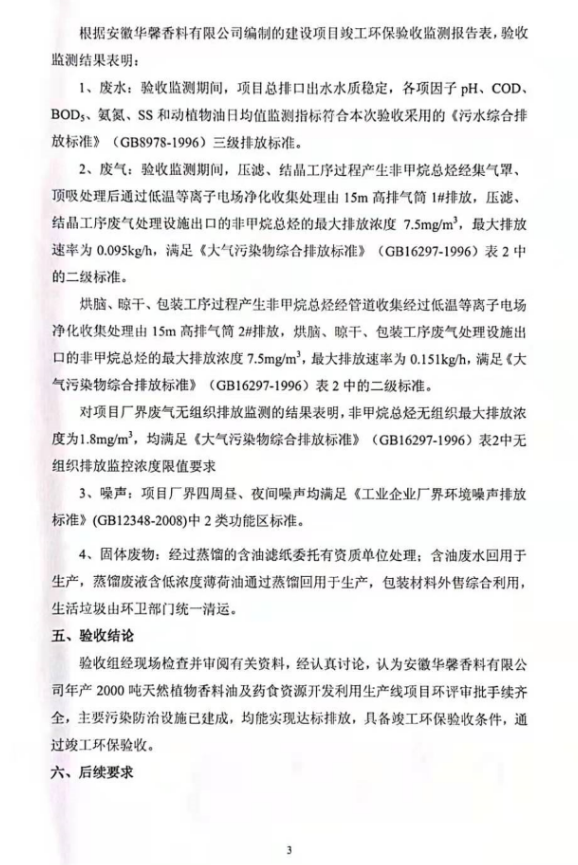 根据安徽华馨香料有限公司编制的建设项目竣工环保验收监测报告表，验收
监测结果表明：
1、废水：验收监测期间，项目总排口出水水质稳定，各项因子 pH、COD、
BOD₅、氨氮、SS 和动植物油日均值监测指标符合本次验收采用的《污水综合排
放标准》（GB8978-1996）三级排放标准。
2、废气：验收监测期间，压滤、结晶工序过程产生非甲烷总烃经集气罩、
顶吸处理后通过低温等离子电场净化收集处理由 15m 高排气筒 1#排放，压滤、
结晶工序废气处理设施出口的非甲烷总烃的最大排放浓度 7.5mg/m³，最大排放
速率为 0.095kg/h，满足《大气污染物综合排放标准》（GB16297-1996）表 2 中
的二级标准。
烘脑、晾干、包装工序过程产生非甲烷总烃经管道收集经过低温等离子电场
净化收集处理由 15m 高排气筒 2#排放，烘脑、晾干、包装工序废气处理设施出
口的非甲烷总烃的最大排放浓度 7.5mg/m³，最大排放速率为 0.151kg/h，满足《大
气污染物综合排放标准》（GB16297-1996）表 2 中的二级标准。
对项目厂界废气无组织排放监测的结果表明，非甲烷总烃无组织最大排放浓
度为1.8mg/m³，均满足《大气污染物综合排放标准》（GB16297-1996）表2中无
组织排放监控浓度限值要求
3、噪声：项目厂界四周昼、夜间噪声均满足《工业企业厂界环境噪声排放
标准》(GB12348-2008)中 2 类功能区标准。
4、固体废物：经过蒸馏的含油滤纸委托有资质单位处理；含油废水回用于
生产，蒸馏废液含低浓度薄荷油通过蒸馏回用于生产，包装材料外售综合利用，
生活垃圾由环卫部门统一清运。
五、验收结论
验收组经现场检查并审阅有关资料，经认真讨论，认为安徽华馨香料有限公
司年产 2000 吨天然植物香料油及药食资源开发利用生产线项目环评审批手续齐
全，主要污染防治设施已建成，均能实现达标排放，具备竣工环保验收条件，通
过竣工环保验收。
六、后续要求
3